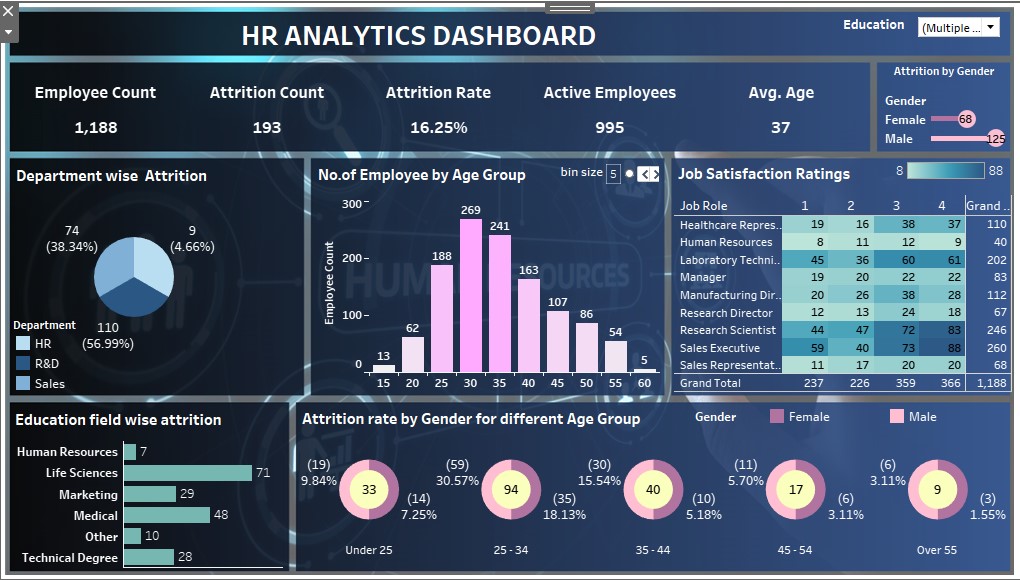 HR ANALYTICS DASHBOARD
Education
(Multiple ...
Employee Count
Attrition Count
Attrition Rate
Active Employees
Avg. Age
1,188
193
16.25%
995
37
Attrition by Gender
Gender
Female 68
Male 125
Department wise Attrition
74
(38.34%)
9
(4.66%)
110
(56.99%)
Department
HR
R&D
Sales
No.of Employee by Age Group
bin size 5
Employee Count
300
200
100
0
13
62
188
269
241
163
107
86
54
5
15 20 25 30 35 40 45 50 55 60
Job Satisfaction Ratings
8 88
Job Role 1 2 3 4 Grand ..
Healthcare Repres.. 19 16 38 37 110
Human Resources 8 11 12 9 40
Laboratory Techni.. 45 36 60 61 202
Manager 19 20 22 22 83
Manufacturing Dir.. 20 26 38 28 112
Research Director 12 13 24 18 67
Research Scientist 44 47 72 83 246
Sales Executive 59 40 73 88 260
Sales Representat.. 11 17 20 20 68
Grand Total 237 226 359 366 1,188
Education field wise attrition
Human Resources 7
Life Sciences 71
Marketing 29
Medical 48
Other 10
Technical Degree 28
Attrition rate by Gender for different Age Group
Gender
Female
Male
(19)
9.84%
33
(14)
7.25%
Under 25
(59)
30.57%
94
(35)
18.13%
25 - 34
(30)
15.54%
40
(10)
5.18%
35 - 44
(11)
5.70%
17
(6)
3.11%
45 - 54
(6)
3.11%
9
(3)
1.55%
Over 55